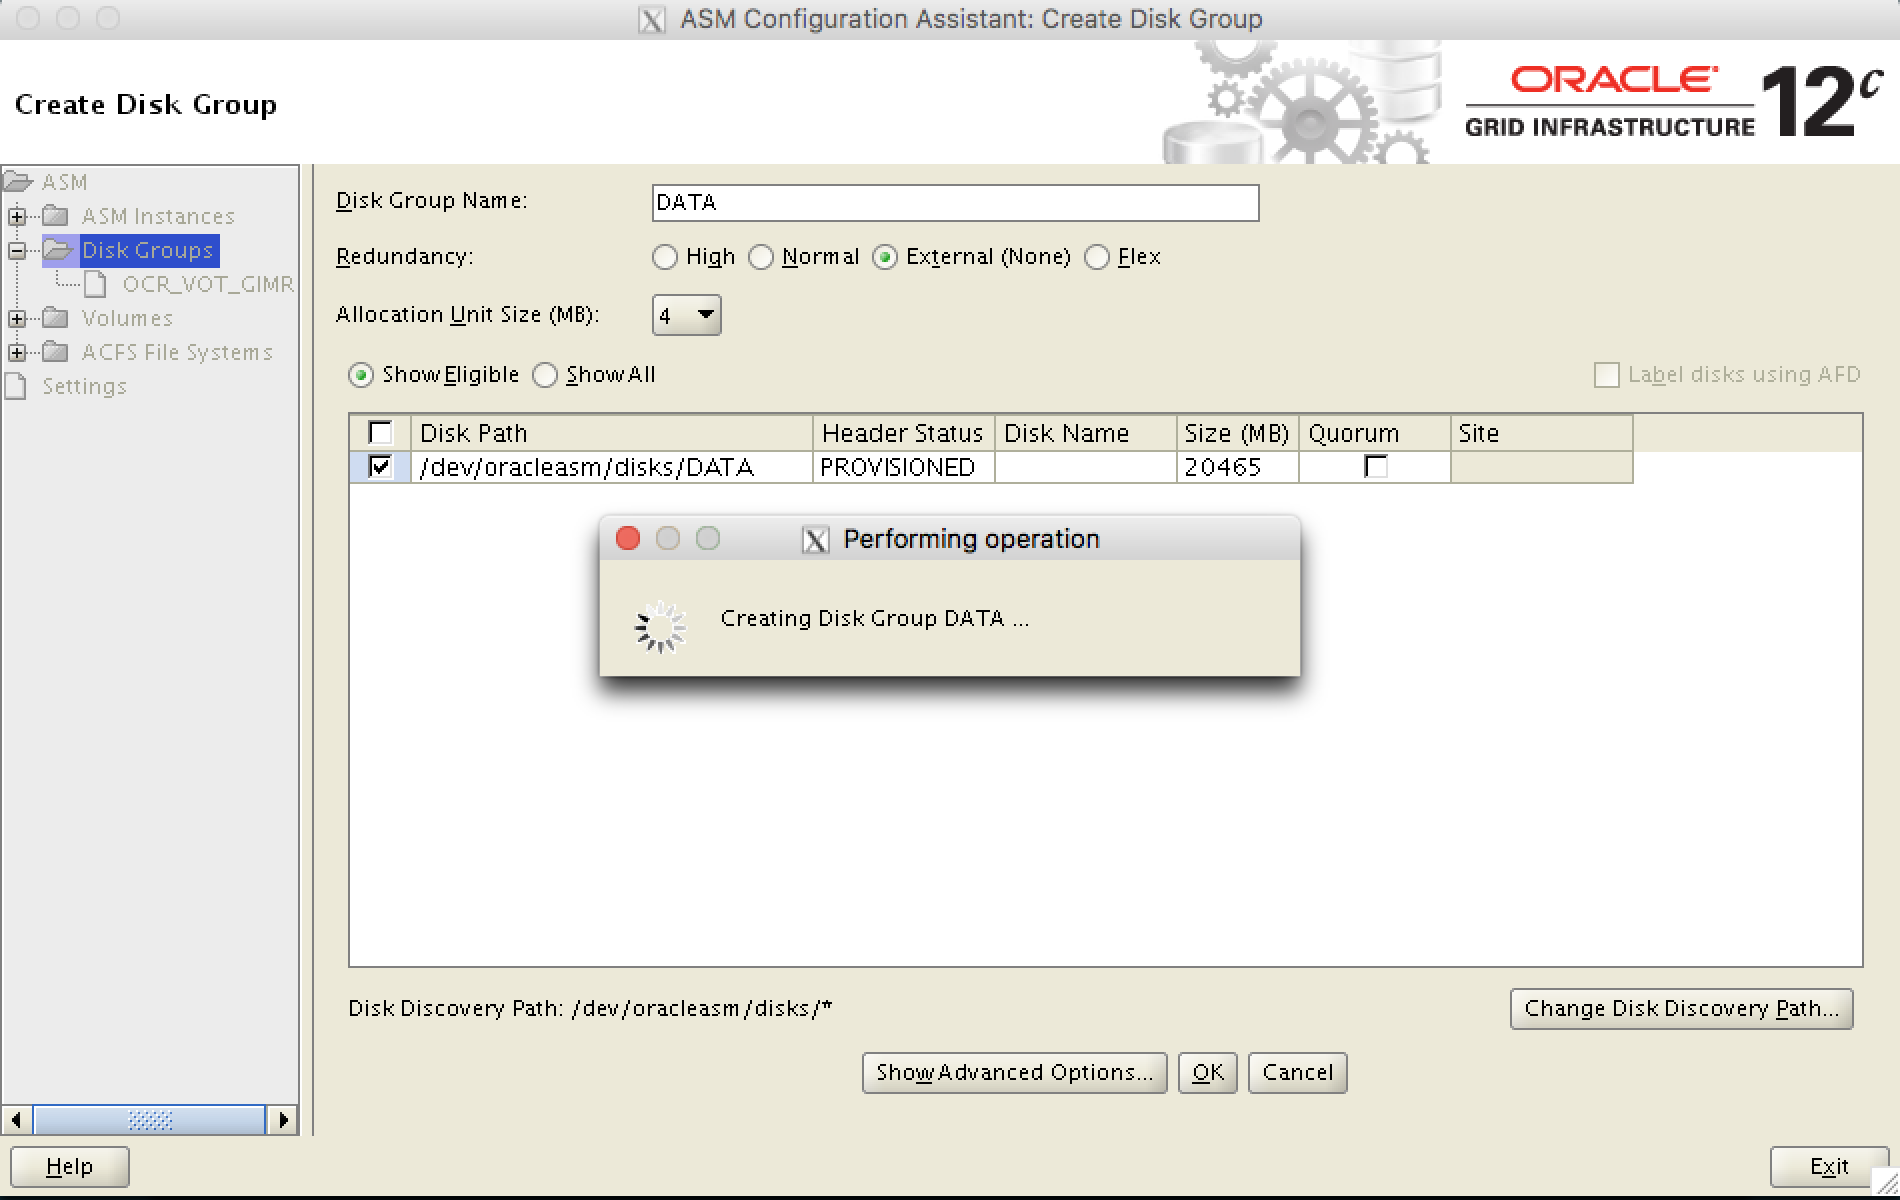 ASM Configuration Assistant: Create Disk Group
Create Disk Group
ORACLE
GRID INFRASTRUCTURE
12c
ASM
ASM Instances
Disk Groups
OCR_VOT_GIMR
Volumes
ACFS File Systems
Settings
Disk Group Name: DATA
Redundancy: High Normal External (None) Flex
Allocation Unit Size (MB): 4
Show Eligible Show All Label disks using AFD
Disk Path Header Status Disk Name Size (MB) Quorum Site
/dev/oracleasm/disks/DATA PROVISIONED 20465
Performing operation
Creating Disk Group DATA ...
Disk Discovery Path: /dev/oracleasm/disks/* Change Disk Discovery Path...
Show Advanced Options... OK Cancel
Help Exit